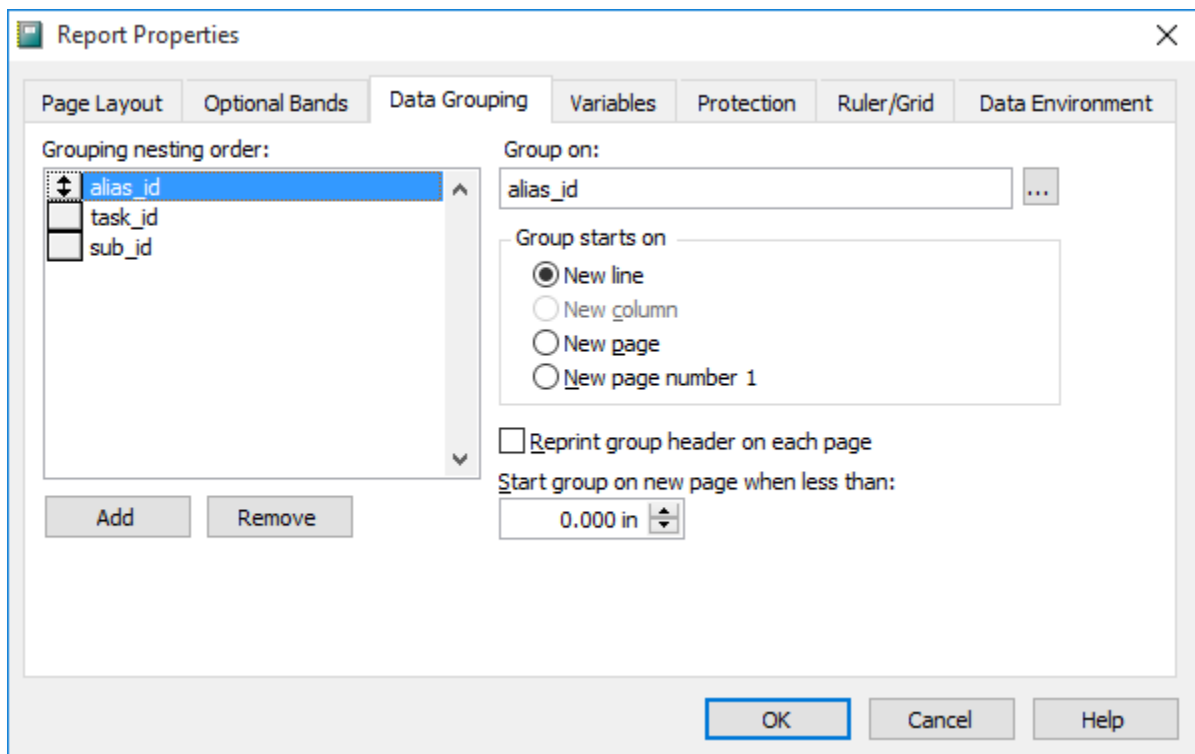 Report Properties
Page Layout Optional Bands Data Grouping Variables Protection Ruler/Grid Data Environment
Grouping nesting order:
alias_id
task_id
sub_id
Add Remove
Group on:
alias_id ...
Group starts on
New line
New column
New page
New page number 1
Reprint group header on each page
Start group on new page when less than:
0.000 in
OK Cancel Help